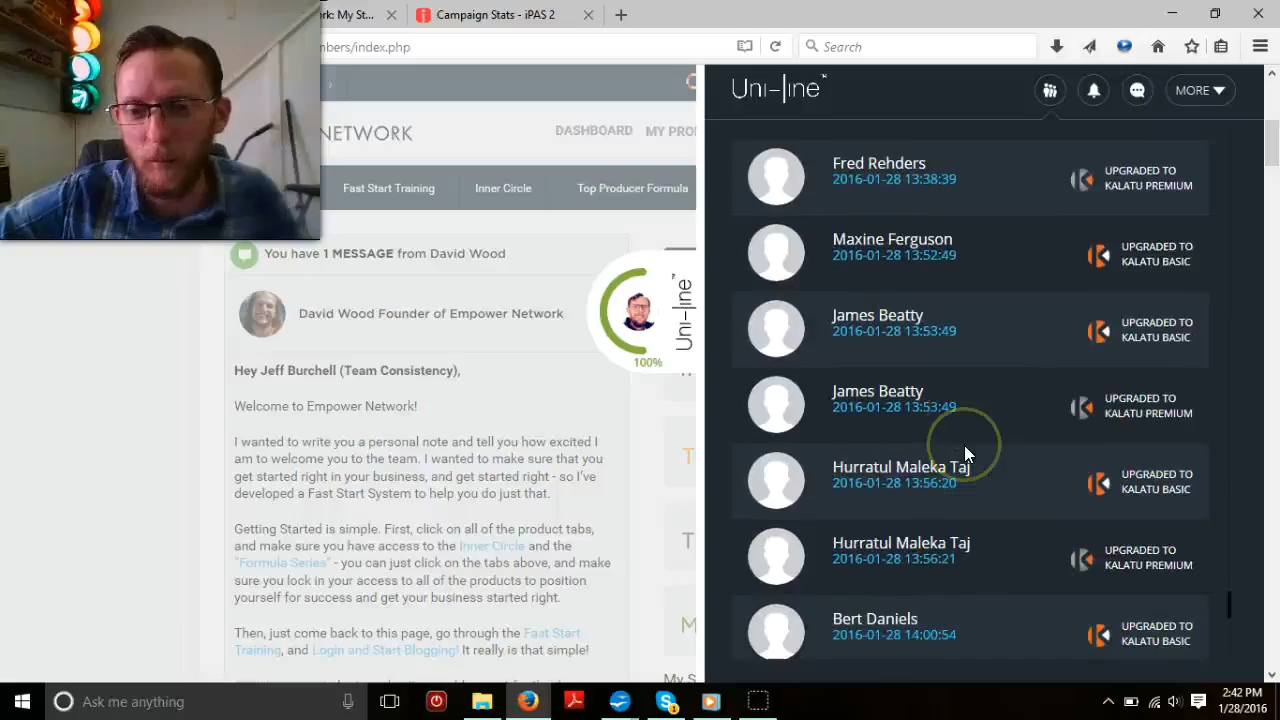 rk: My St...
Campaign Stats - iPAS 2
mbers/index.php
Search
NETWORK
DASHBOARD
MY PRO
Fast Start Training
Inner Circle
Top Producer Formula
You have 1 MESSAGE from David Wood
David Wood Founder of Empower Network
Hey Jeff Burchell (Team Consistency),
Welcome to Empower Network!
I wanted to write you a personal note and tell you how excited I
am to welcome you to the team. I wanted to make sure that you
get started right in your business, and get started right - so I've
developed a Fast Start System to help you do just that.
Getting Started is simple. First, click on all of the product tabs,
and make sure you have access to the Inner Circle and the
"Formula Series" - you can just click on the tabs above, and make
sure you lock in your access to all of the products to position
yourself for success and get your business started right.
Then, just come back to this page, go through the Fast Start
Training, and Login and Start Blogging! It really is that simple!
Uni-line™
100%
T
T
M
My S
Uni-line™
MORE
Fred Rehders
2016-01-28 13:38:39
UPGRADED TO
KALATU PREMIUM
Maxine Ferguson
2016-01-28 13:52:49
UPGRADED TO
KALATU BASIC
James Beatty
2016-01-28 13:53:49
UPGRADED TO
KALATU BASIC
James Beatty
2016-01-28 13:53:49
UPGRADED TO
KALATU PREMIUM
Hurratul Maleka Taj
2016-01-28 13:56:20
UPGRADED TO
KALATU BASIC
Hurratul Maleka Taj
2016-01-28 13:56:21
UPGRADED TO
KALATU PREMIUM
Bert Daniels
2016-01-28 14:00:54
UPGRADED TO
KALATU BASIC
Ask me anything
2:42 PM
1/28/2016